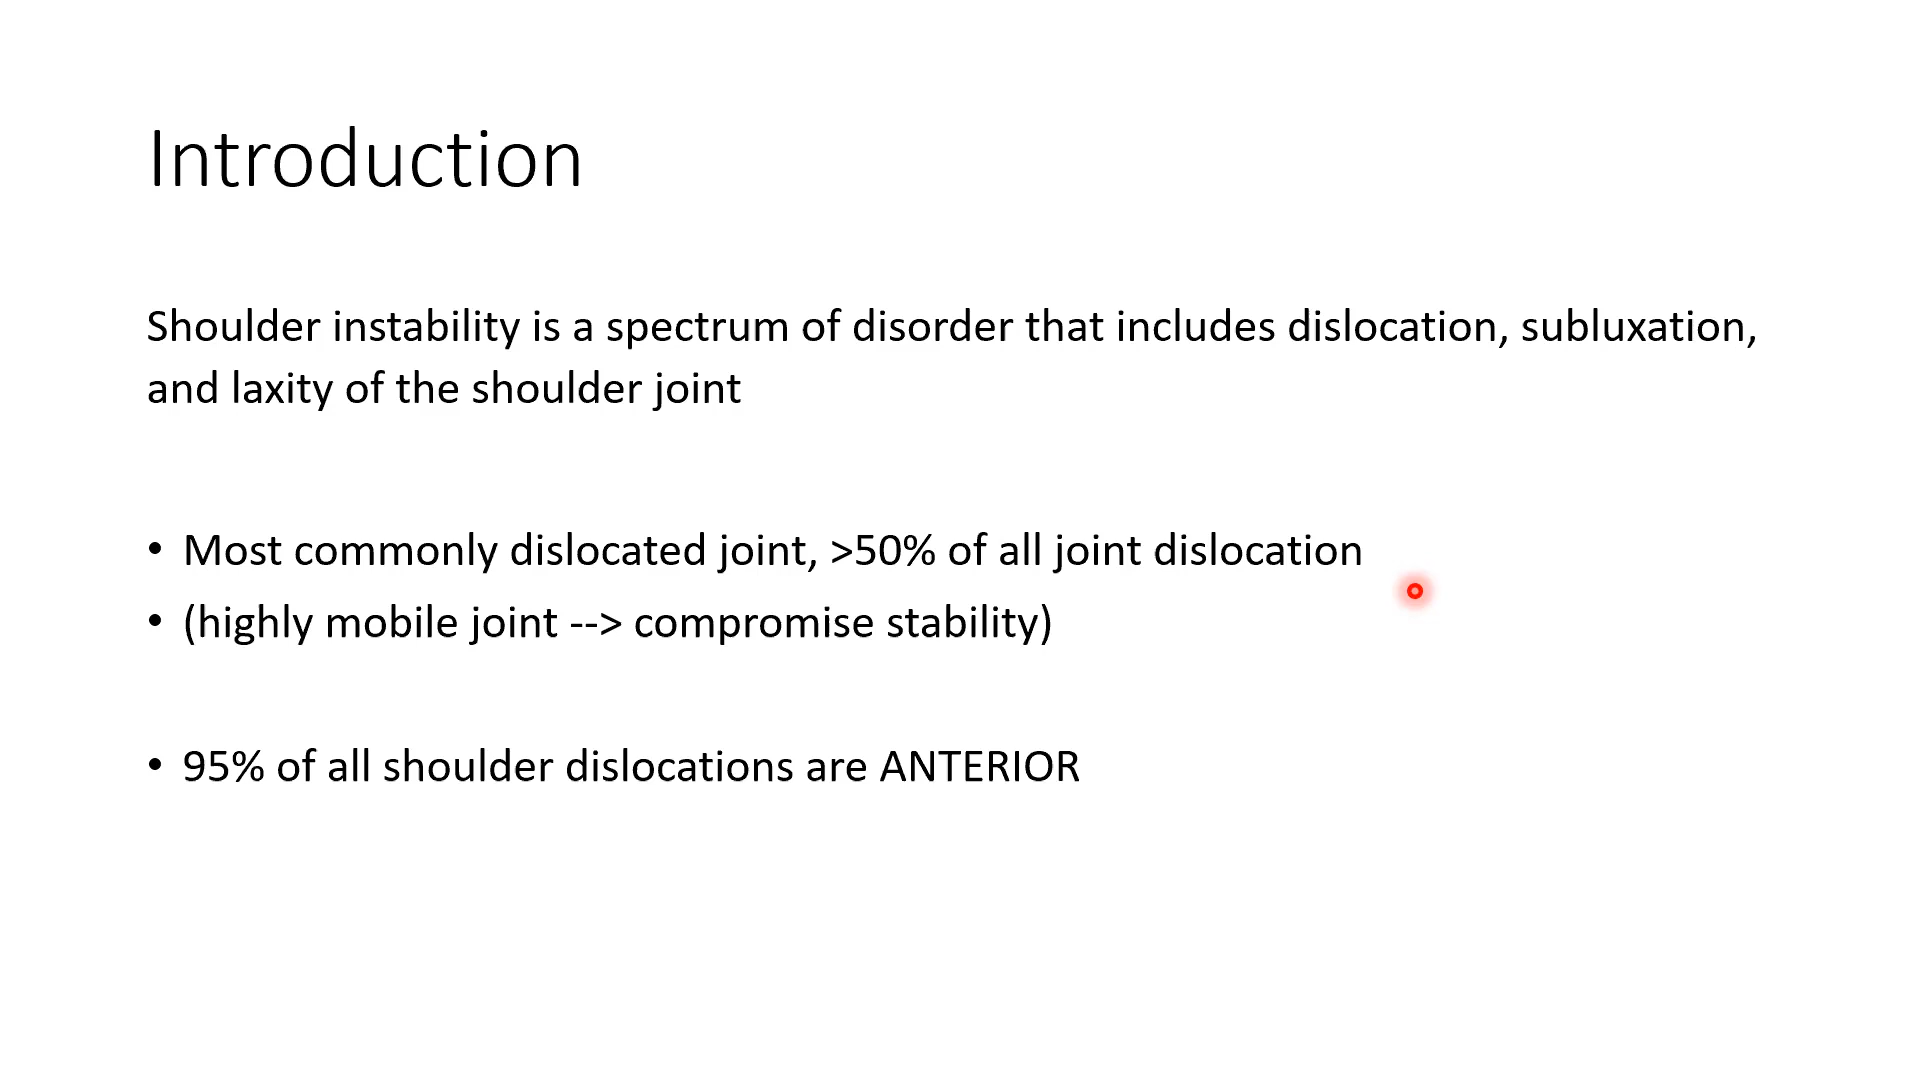 Introduction
Shoulder instability is a spectrum of disorder that includes dislocation, subluxation,
and laxity of the shoulder joint
• Most commonly dislocated joint, >50% of all joint dislocation
• (highly mobile joint --> compromise stability)
• 95% of all shoulder dislocations are ANTERIOR